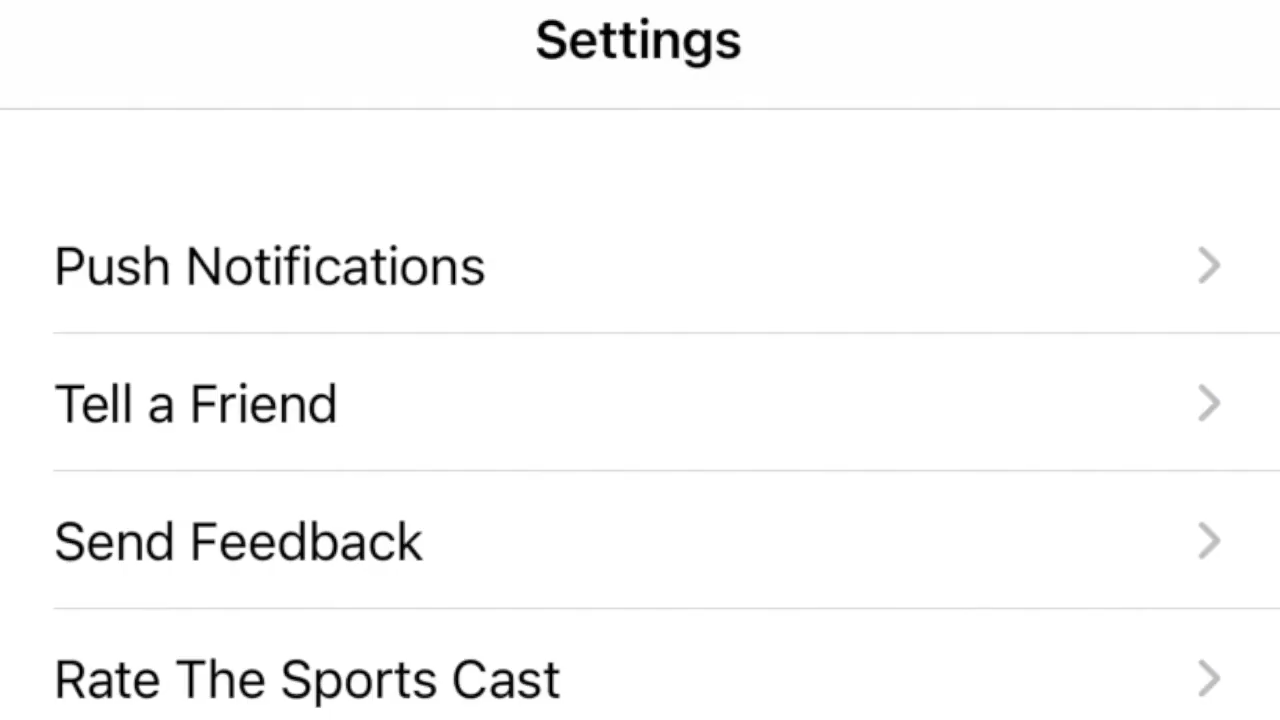 Settings
Push Notifications
Tell a Friend
Send Feedback
Rate The Sports Cast